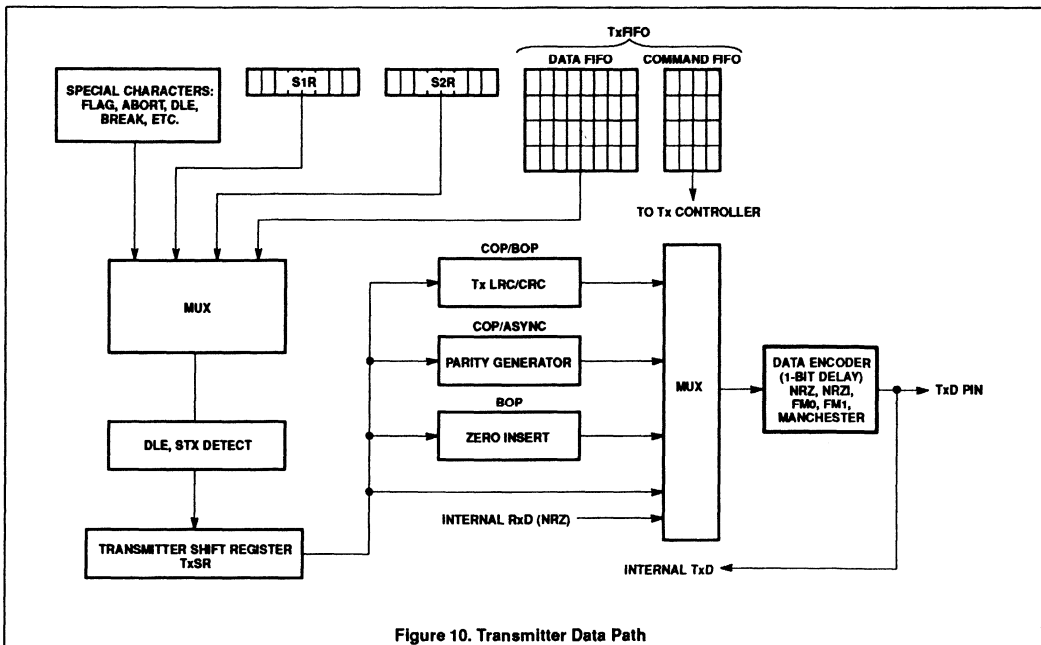 TxFIFO
DATA FIFO
COMMAND FIFO
SPECIAL CHARACTERS:
FLAG, ABORT, DLE,
BREAK, ETC.
S1R
S2R
TO Tx CONTROLLER
MUX
DLE, STX DETECT
TRANSMITTER SHIFT REGISTER
TxSR
COP/BOP
Tx LRC/CRC
COP/ASYNC
PARITY GENERATOR
BOP
ZERO INSERT
INTERNAL RxD (NRZ)
MUX
DATA ENCODER
(1-BIT DELAY)
NRZ, NRZI,
FM0, FM1,
MANCHESTER
TxD PIN
INTERNAL TxD
Figure 10. Transmitter Data Path